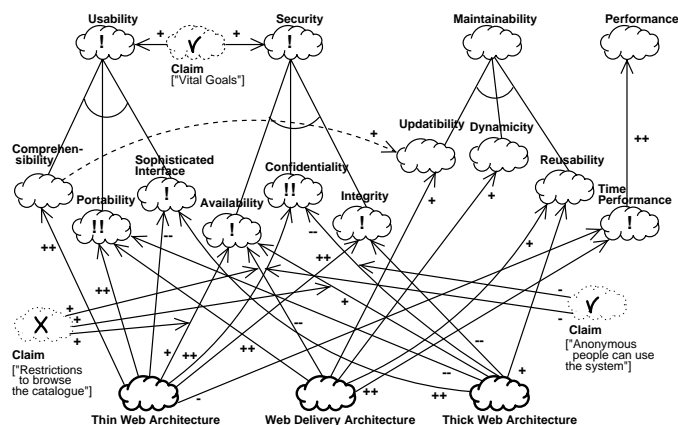 Usability
Security
Maintainability
Performance
!
+
+
!
Claim
["Vital Goals"]
++
Comprehen-
sibility
Sophisticated
Interface
Portability
!!
!
Availability
!
Confidentiality
!!
Integrity
!
+
Updatibility
Dynamicity
Reusability
Time
Performance
!
++
--
--
++
+
+
+
++
+
+
+
+
-
-
X
Claim
["Restrictions
to browse
the catalogue"]
Claim
["Anonymous
people can use
the system"]
+
++
++
--
--
--
+
-
++
++
Thin Web Architecture
Web Delivery Architecture
Thick Web Architecture